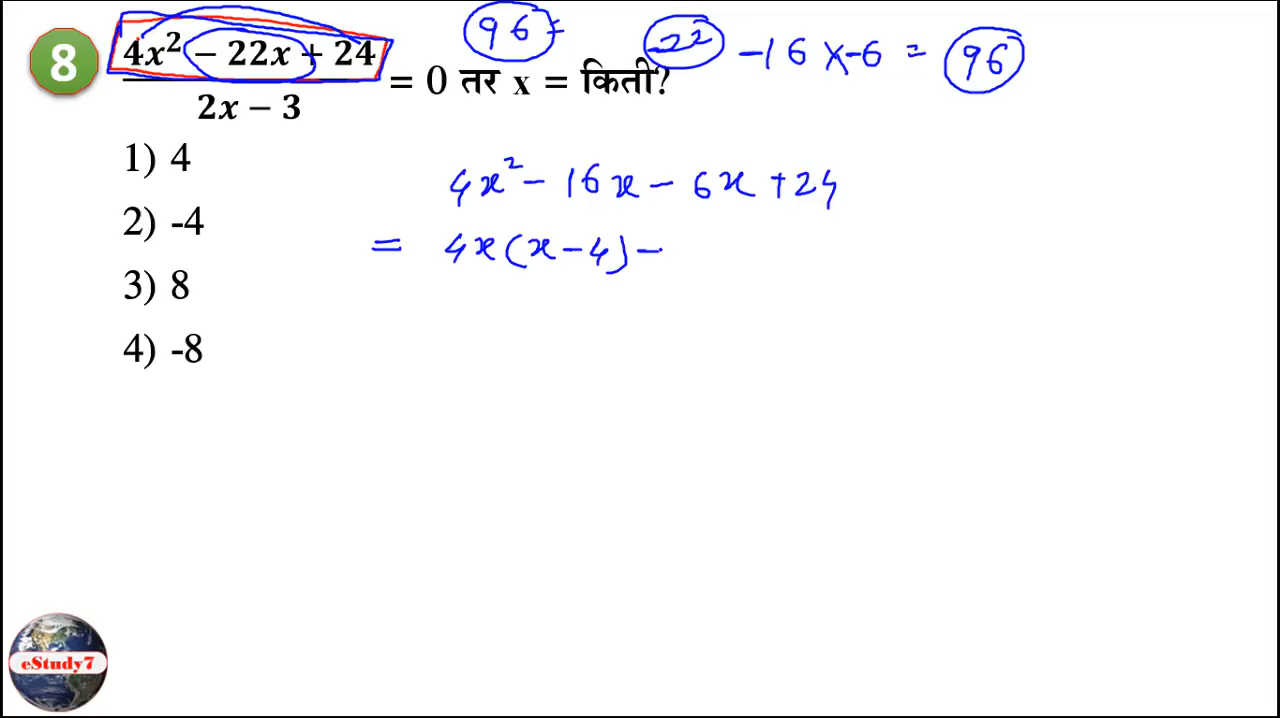 8
4x² − 22x + 24
2x − 3
= 0 तर x = किती?
96 =
-22
-16 x -6 = 96
1) 4
2) -4
3) 8
4) -8
4x² - 16x - 6x + 24
= 4x(x - 4) -
eStudy7